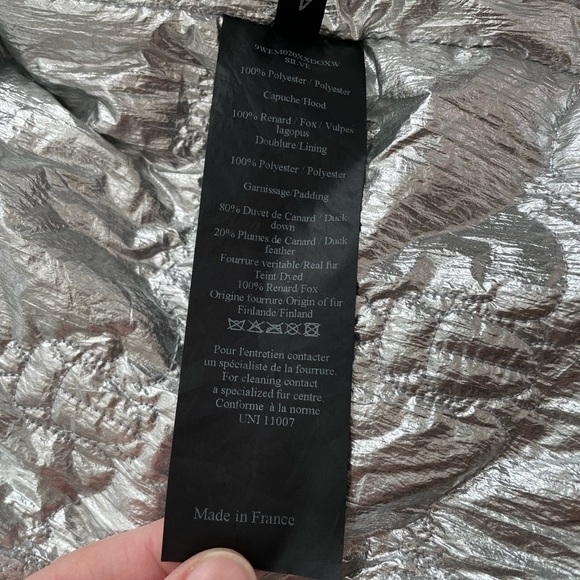 9WEM020XXDOXW
SILVE
100% Polyester / Polyester
Capuche/Hood
100% Renard / Fox / Vulpes
lagopus
Doublure/Lining
100% Polyester / Polyester
Garnissage/Padding
80% Duvet de Canard / Duck
down
20% Plumes de Canard / Duck
feather
Fourrure veritable/Real fur
Teint/Dyed
100% Renard/Fox
Origine fourrure/Origin of fur
Finlande/Finland
Pour l'entretien contacter
un spécialiste de la fourrure.
For cleaning contact
a specialized fur centre.
Conforme à la norme
UNI 11007
Made in France